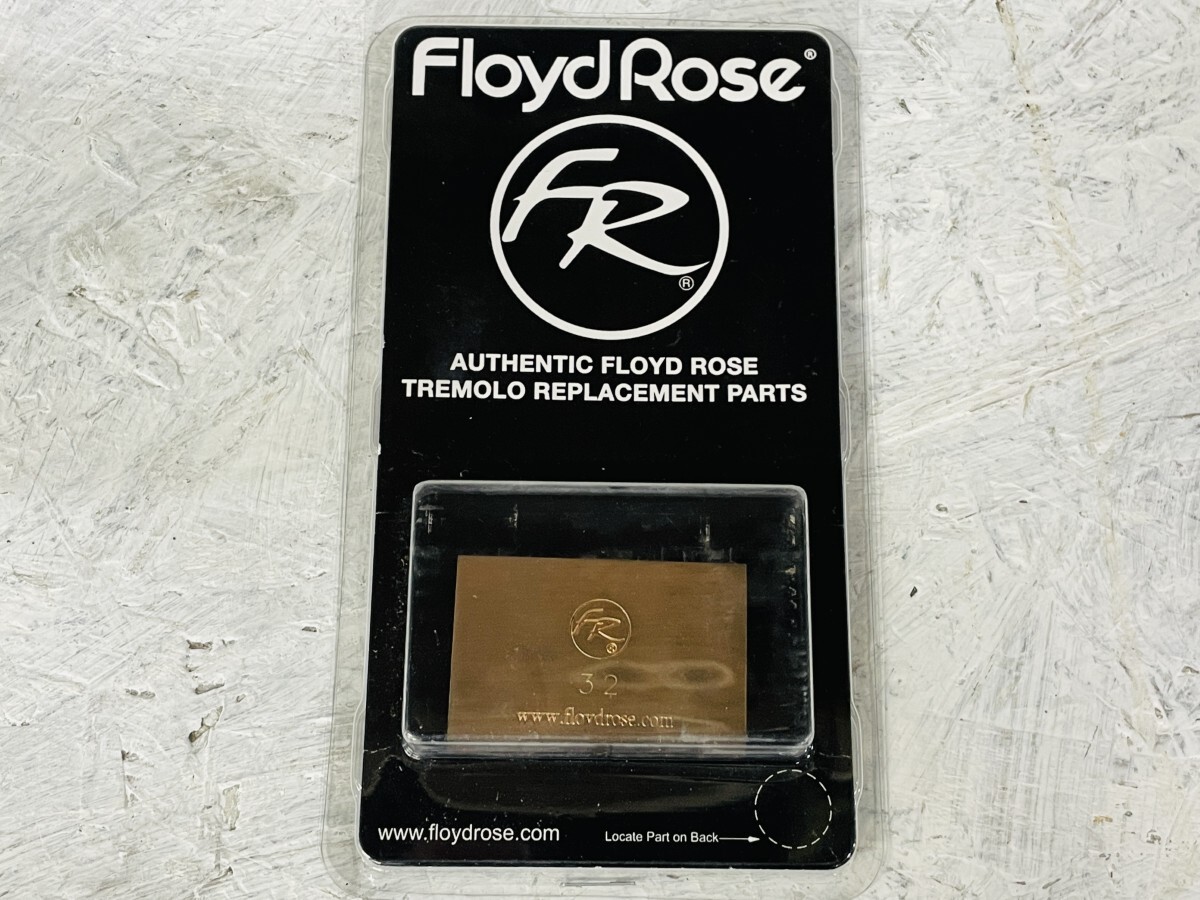 FloydRose®
FR®
AUTHENTIC FLOYD ROSE
TREMOLO REPLACEMENT PARTS
FR®
32
www.floydrose.com
www.floydrose.com
Locate Part on Back